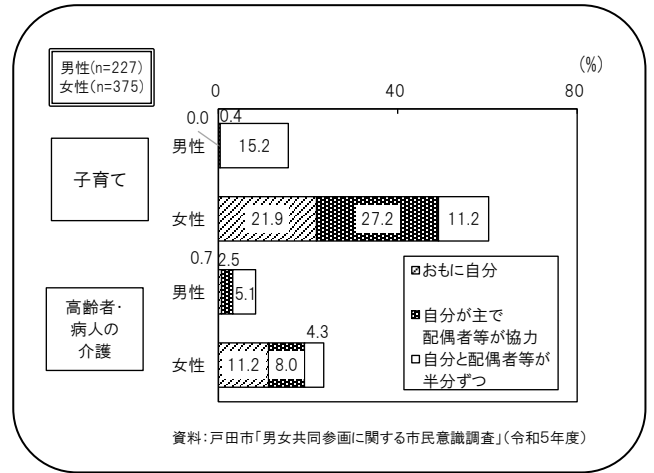 男性(n=227)
女性(n=375)
(%)
0 40 80
子育て
男性
0.0 0.4 15.2
女性
21.9 27.2 11.2
高齢者・
病人の
介護
男性
0.7 2.5 5.1
女性
11.2 8.0 4.3
おもに自分
自分が主で
配偶者等が協力
自分と配偶者等が
半分ずつ
資料：戸田市「男女共同参画に関する市民意識調査」（令和5年度）